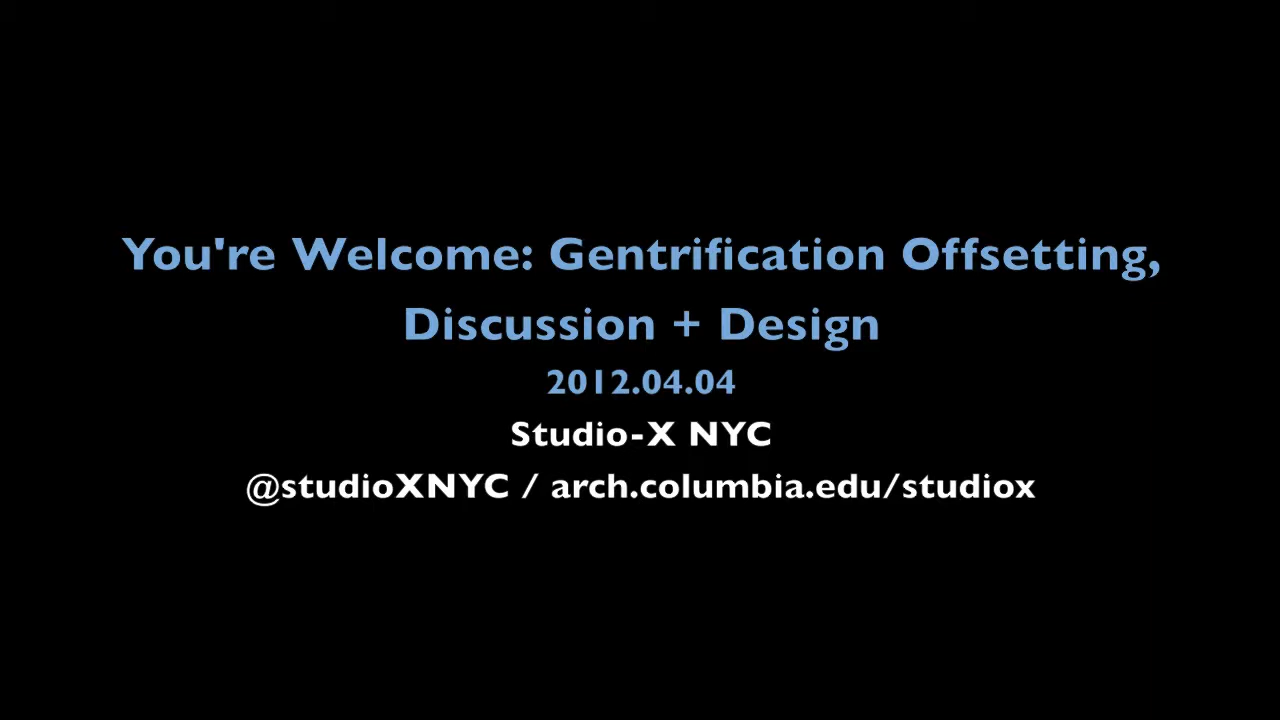 You're Welcome: Gentrification Offsetting,
Discussion + Design
2012.04.04
Studio-X NYC
@studioXNYC / arch.columbia.edu/studiox